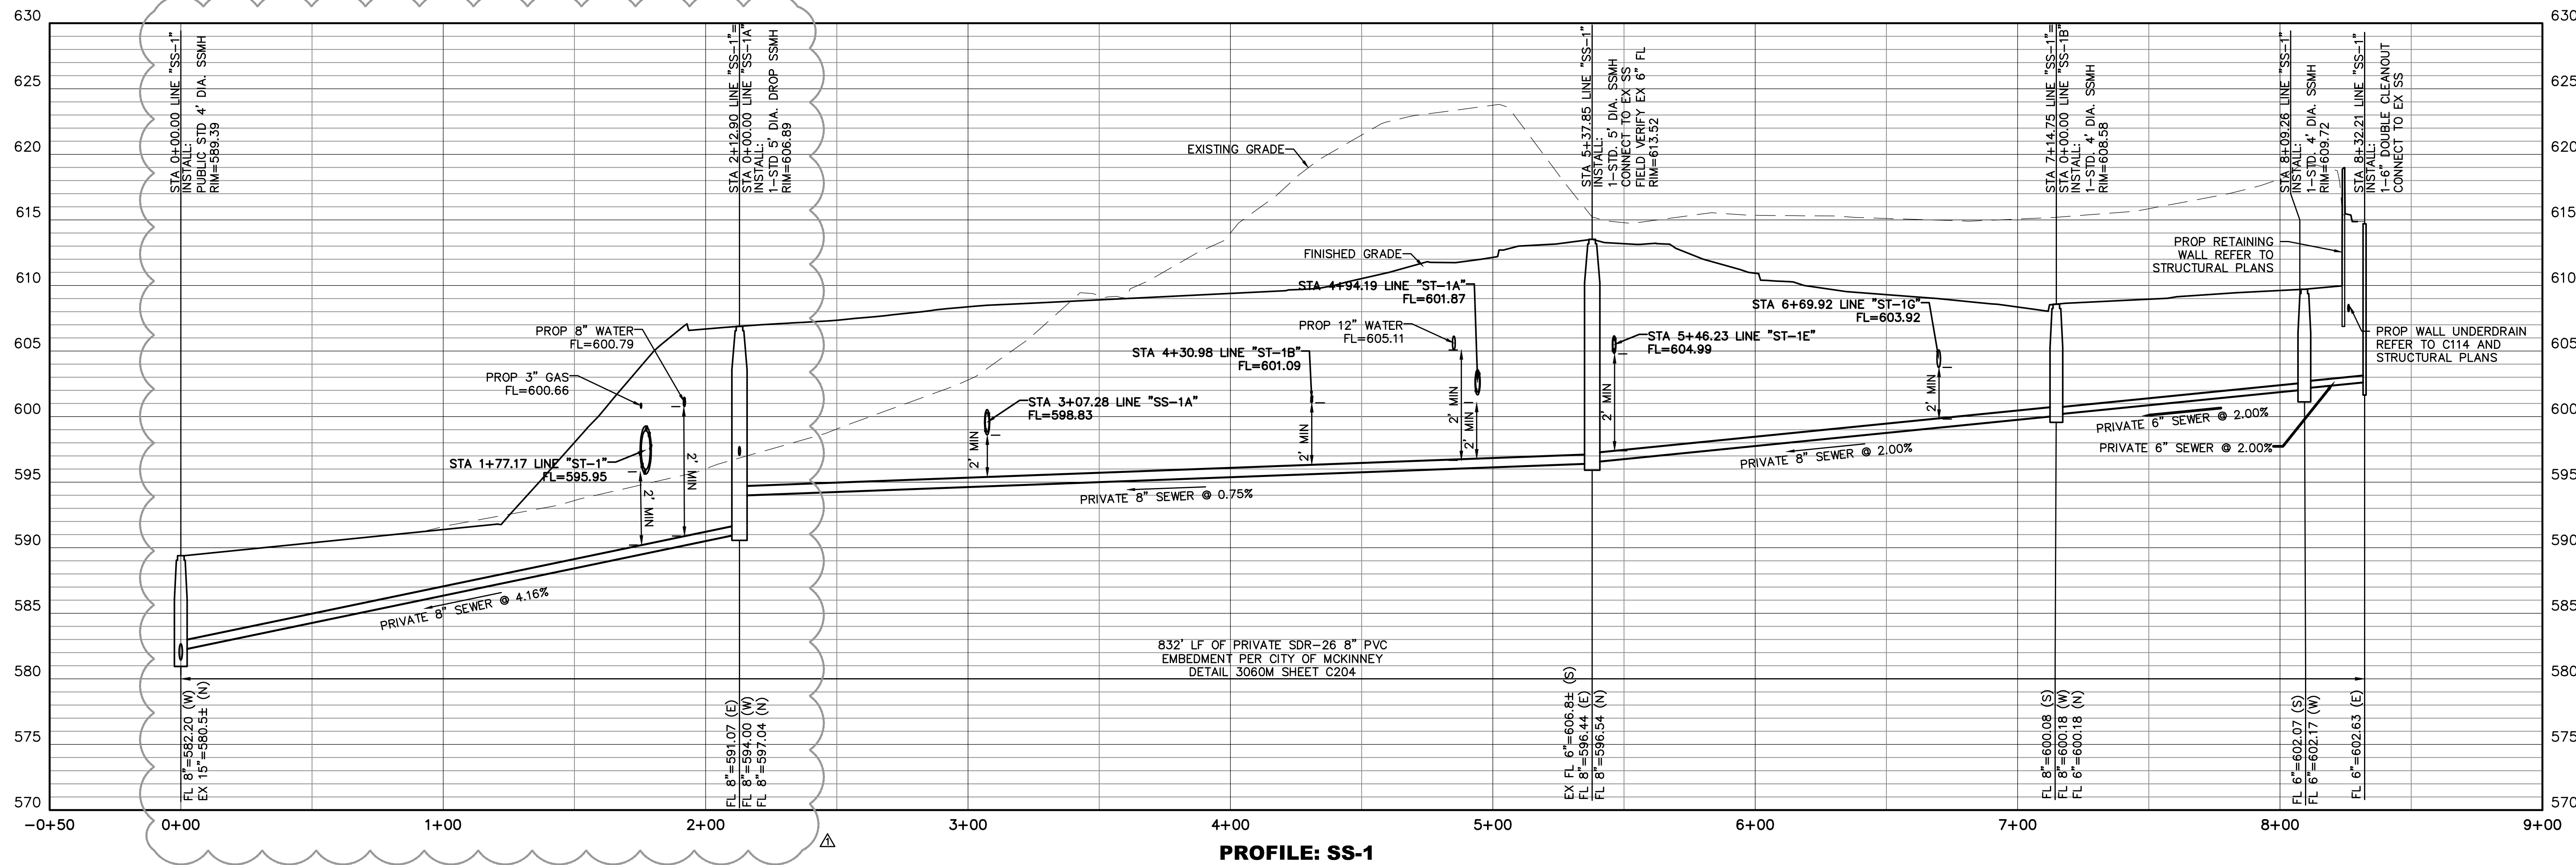 630
625
620
615
610
605
600
595
590
585
580
575
570
STA 0+00.00 LINE "SS-1"
INSTALL:
PUBLIC STD 4' DIA. SSMH
RIM=589.39
STA 2+12.90 LINE "SS-1"=
STA 0+00.00 LINE "SS-1A"
INSTALL:
1-STD 5' DIA. DROP SSMH
RIM=606.89
STA 5+37.85 LINE "SS-1"
INSTALL:
1-STD. 5' DIA. SSMH
CONNECT TO EX SS
FIELD VERIFY EX 6" FL
RIM=613.52
STA 7+14.75 LINE "SS-1"=
STA 0+00.00 LINE "SS-1B"
INSTALL:
1-STD. 4' DIA. SSMH
RIM=608.58
STA 8+09.26 LINE "SS-1"
INSTALL:
1-STD. 4' DIA. SSMH
RIM=609.72
STA 8+32.21 LINE "SS-1"
INSTALL:
1-6" DOUBLE CLEANOUT
CONNECT TO EX SS
630
625
620
615
610
605
600
595
590
585
580
575
570
EXISTING GRADE
FINISHED GRADE
PROP RETAINING
WALL REFER TO
STRUCTURAL PLANS
PROP 8" WATER
FL=600.79
PROP 3" GAS
FL=600.66
STA 1+77.17 LINE "ST-1"
FL=595.95
2' MIN
2' MIN
STA 3+07.28 LINE "SS-1A"
FL=598.83
2' MIN
STA 4+30.98 LINE "ST-1B"
FL=601.09
2' MIN
STA 4+94.19 LINE "ST-1A"
FL=601.87
PROP 12" WATER
FL=605.11
2' MIN
2' MIN
STA 5+46.23 LINE "ST-1E"
FL=604.99
2' MIN
STA 6+69.92 LINE "ST-1G"
FL=603.92
2' MIN
PROP WALL UNDERDRAIN
REFER TO C114 AND
STRUCTURAL PLANS
PRIVATE 8" SEWER @ 4.16%
PRIVATE 8" SEWER @ 0.75%
PRIVATE 8" SEWER @ 2.00%
PRIVATE 6" SEWER @ 2.00%
PRIVATE 6" SEWER @ 2.00%
832' LF OF PRIVATE SDR-26 8" PVC
EMBEDMENT PER CITY OF MCKINNEY
DETAIL 3060M SHEET C204
FL 8"=582.20 (W)
EX 15"=580.5± (N)
FL 8"=591.07 (E)
FL 8"=594.00 (W)
FL 8"=597.04 (N)
EX FL 6"=606.8± (S)
FL 8"=596.44 (E)
FL 8"=596.54 (N)
FL 8"=600.08 (S)
FL 8"=600.18 (W)
FL 6"=600.18 (N)
FL 6"=602.07 (S)
FL 6"=602.17 (W)
FL 6"=602.63 (E)
-0+50 0+00 1+00 2+00 3+00 4+00 5+00 6+00 7+00 8+00 9+00
1
PROFILE: SS-1